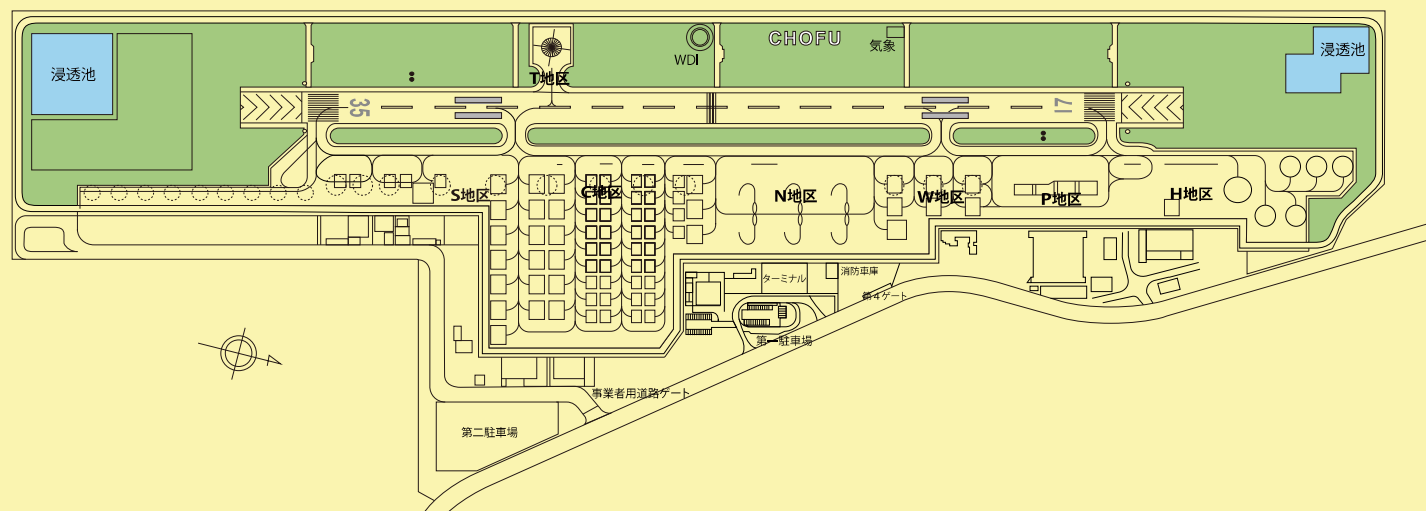 CHOFU
気象
WDI
浸透池
浸透池
T地区
35
17
S地区
C地区
N地区
W地区
P地区
H地区
ターミナル
消防車庫
第4ゲート
第一駐車場
事業者用道路ゲート
第二駐車場